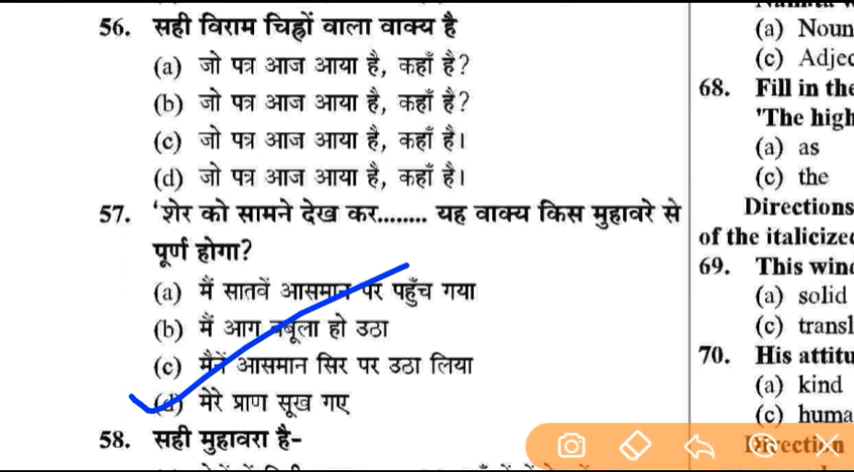 56. सही विराम चिह्नों वाला वाक्य है
(a) जो पत्र आज आया है, कहाँ है?
(b) जो पत्र आज आया है, कहाँ है?
(c) जो पत्र आज आया है, कहाँ है।
(d) जो पत्र आज आया है, कहाँ है।
57. 'शेर को सामने देख कर........ यह वाक्य किस मुहावरे से
पूर्ण होगा?
(a) मैं सातवें आसमान पर पहुँच गया
(b) मैं आग बबूला हो उठा
(c) मैनें आसमान सिर पर उठा लिया
(d) मेरे प्राण सूख गए
58. सही मुहावरा है-
(a) Noun
(c) Adjec
68. Fill in the
'The high
(a) as
(c) the
Directions
of the italicized
69. This wind
(a) solid
(c) transl
70. His attitu
(a) kind
(c) huma
Direction